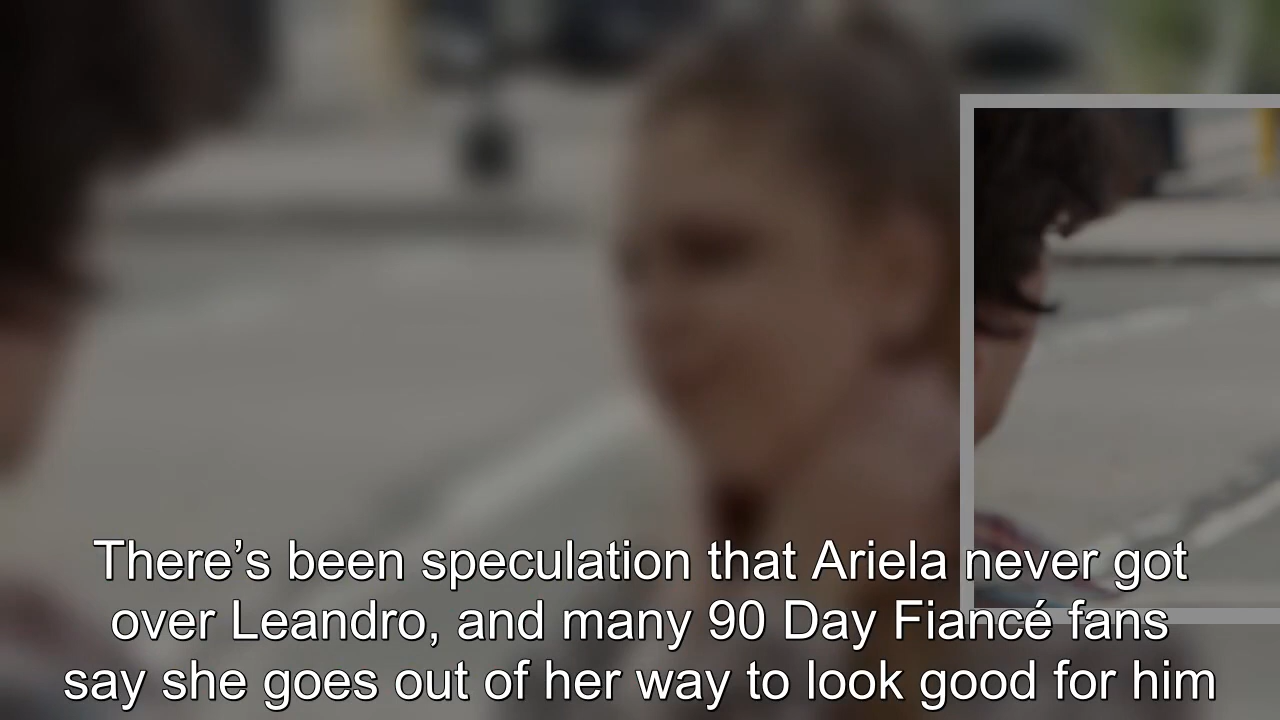 There’s been speculation that Ariela never got
over Leandro, and many 90 Day Fiancé fans
say she goes out of her way to look good for him